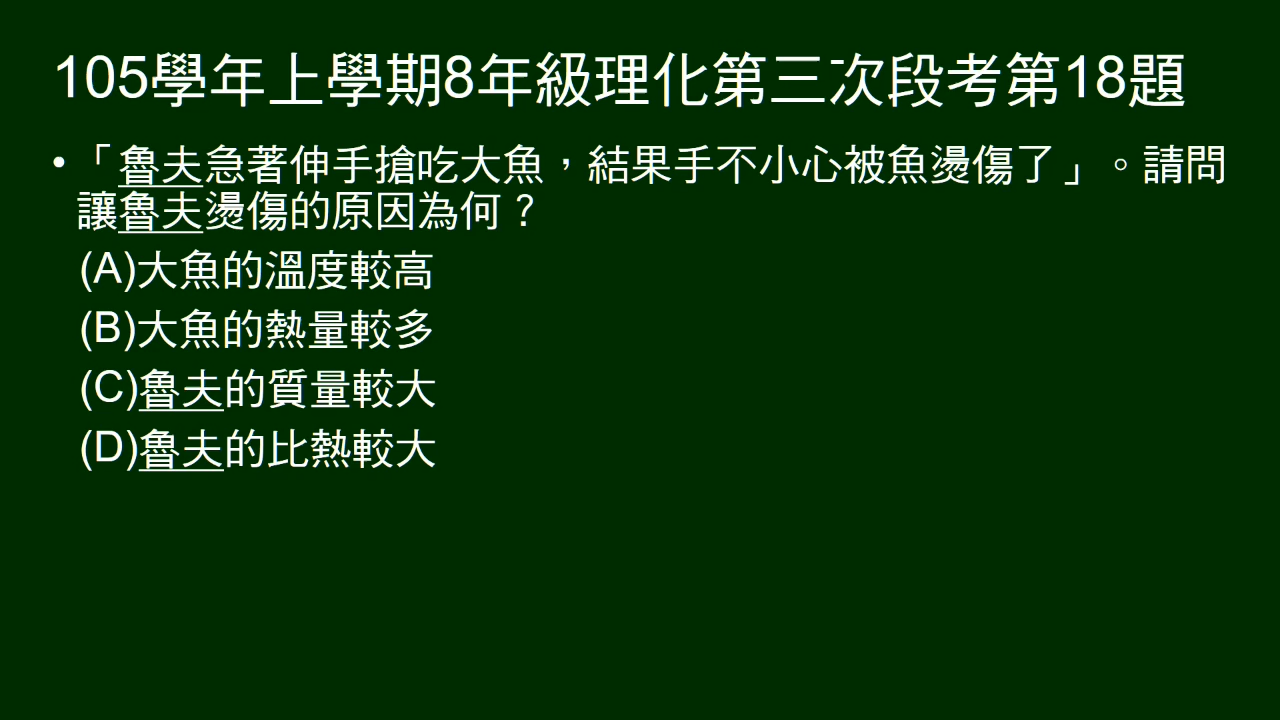 105學年上學期8年級理化第三次段考第18題
•「魯夫急著伸手搶吃大魚，結果手不小心被魚燙傷了」。請問
讓魯夫燙傷的原因為何？
(A)大魚的溫度較高
(B)大魚的熱量較多
(C)魯夫的質量較大
(D)魯夫的比熱較大